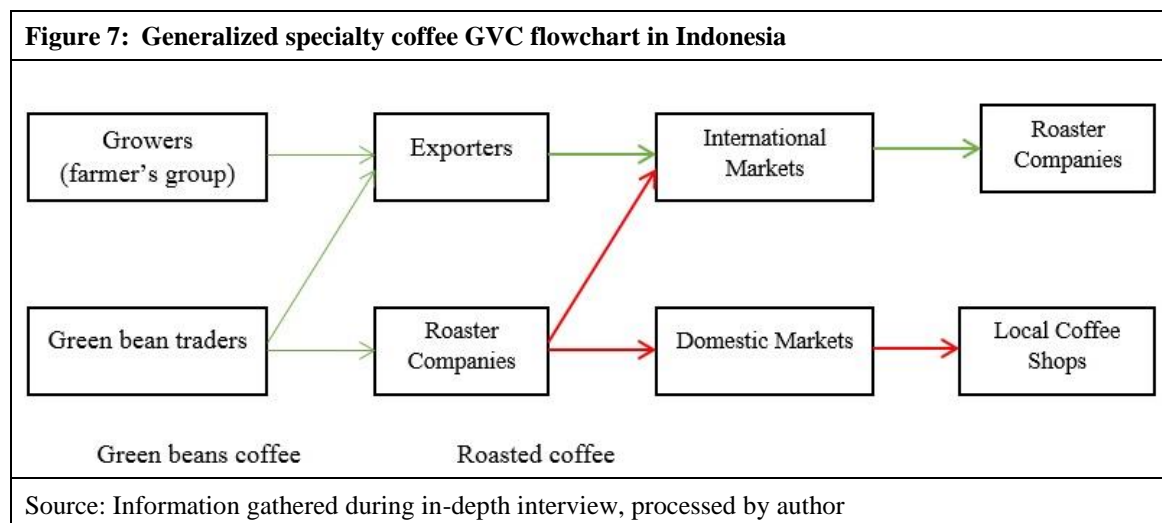 Figure 7: Generalized specialty coffee GVC flowchart in Indonesia
Growers
(farmer's group)
Exporters
International
Markets
Roaster
Companies
Green bean traders
Roaster
Companies
Domestic Markets
Local Coffee
Shops
Green beans coffee
Roasted coffee
Source: Information gathered during in-depth interview, processed by author